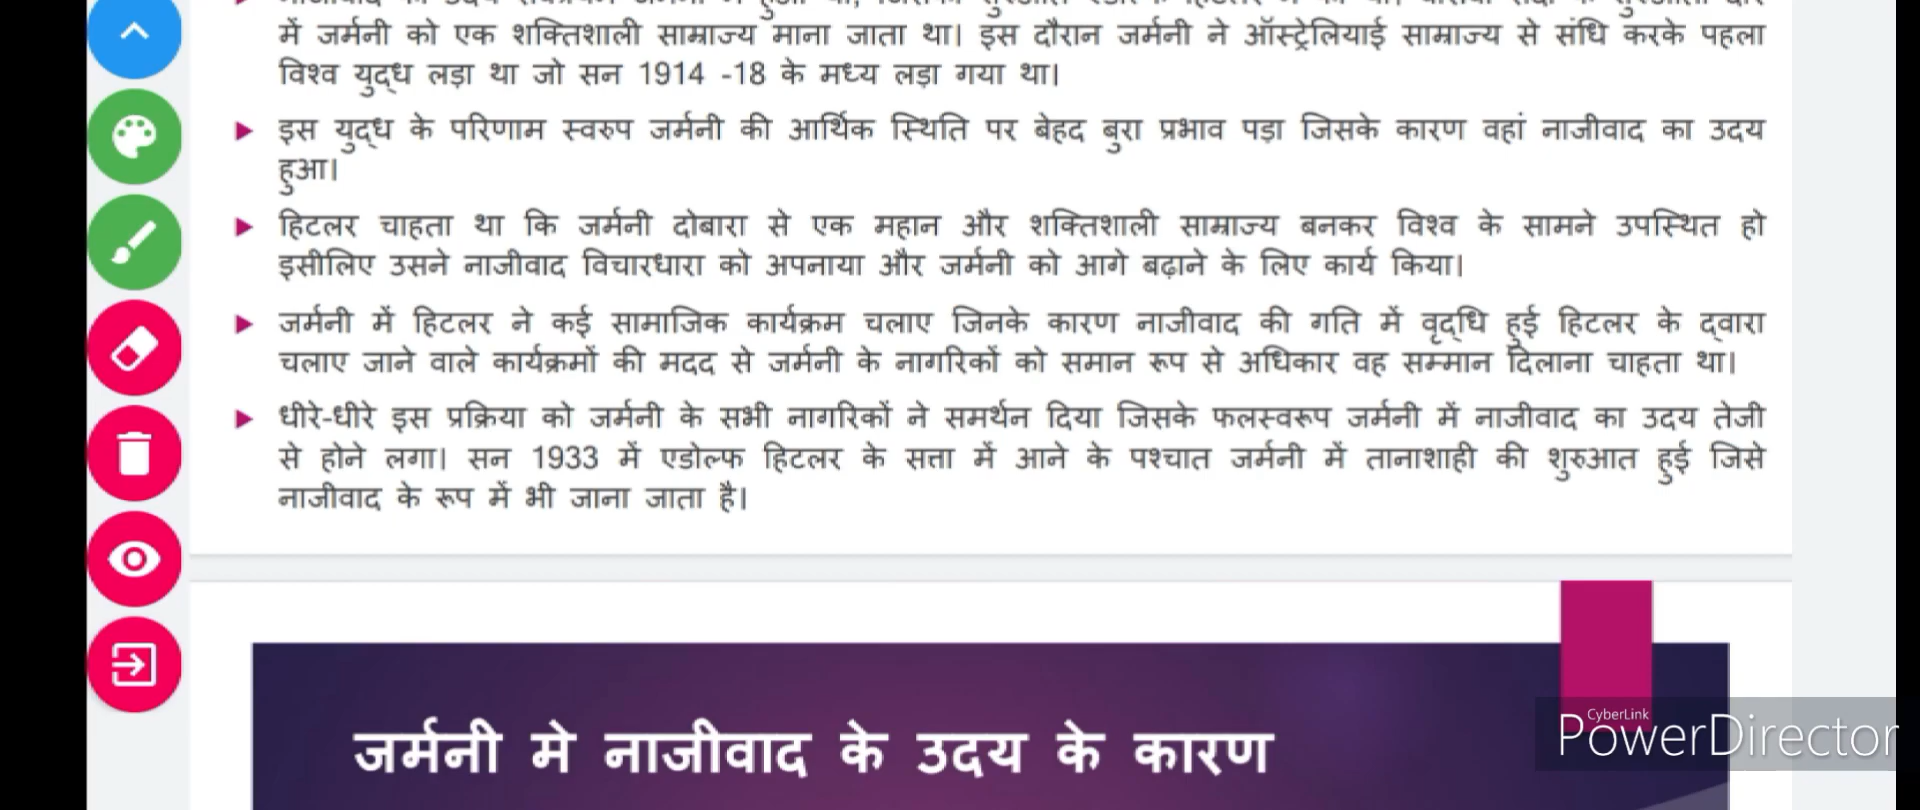 में जर्मनी को एक शक्तिशाली साम्राज्य माना जाता था। इस दौरान जर्मनी ने ऑस्ट्रेलियाई साम्राज्य से संधि करके पहला
विश्व युद्ध लड़ा था जो सन 1914 -18 के मध्य लड़ा गया था।
इस युद्ध के परिणाम स्वरुप जर्मनी की आर्थिक स्थिति पर बेहद बुरा प्रभाव पड़ा जिसके कारण वहां नाजीवाद का उदय
हुआ।
हिटलर चाहता था कि जर्मनी दोबारा से एक महान और शक्तिशाली साम्राज्य बनकर विश्व के सामने उपस्थित हो
इसीलिए उसने नाजीवाद विचारधारा को अपनाया और जर्मनी को आगे बढ़ाने के लिए कार्य किया।
जर्मनी में हिटलर ने कई सामाजिक कार्यक्रम चलाए जिनके कारण नाजीवाद की गति में वृद्धि हुई हिटलर के द्वारा
चलाए जाने वाले कार्यक्रमों की मदद से जर्मनी के नागरिकों को समान रूप से अधिकार वह सम्मान दिलाना चाहता था।
धीरे-धीरे इस प्रक्रिया को जर्मनी के सभी नागरिकों ने समर्थन दिया जिसके फलस्वरूप जर्मनी में नाजीवाद का उदय तेजी
से होने लगा। सन 1933 में एडोल्फ हिटलर के सत्ता में आने के पश्चात जर्मनी में तानाशाही की शुरुआत हुई जिसे
नाजीवाद के रूप में भी जाना जाता है।
जर्मनी मे नाजीवाद के उदय के कारण
CyberLink
PowerDirector